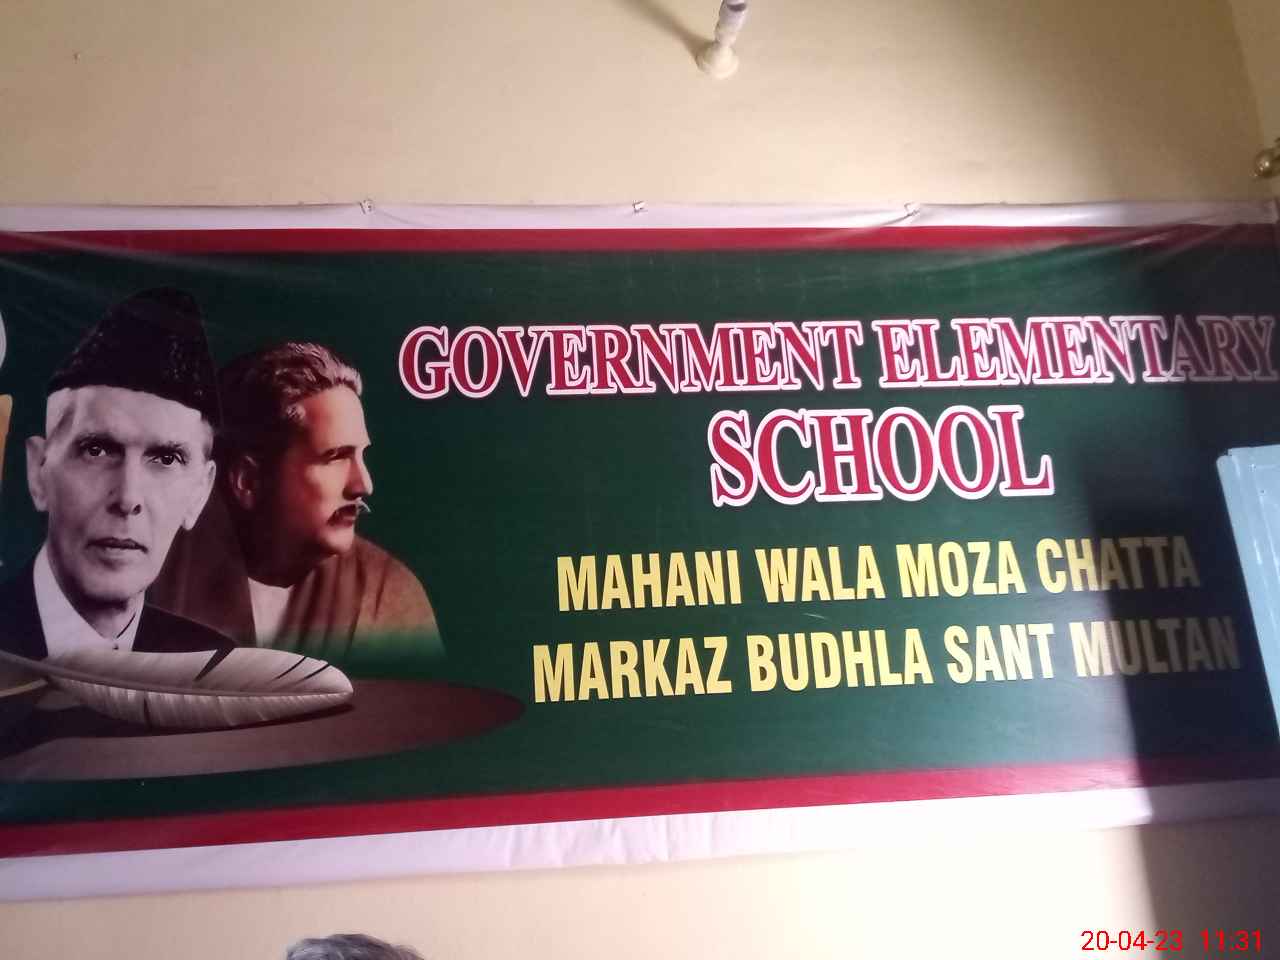 GOVERNMENT ELEMENTARY
SCHOOL
MAHANI WALA MOZA CHATTA
MARKAZ BUDHLA SANT MULTAN
20-04-23 11:31